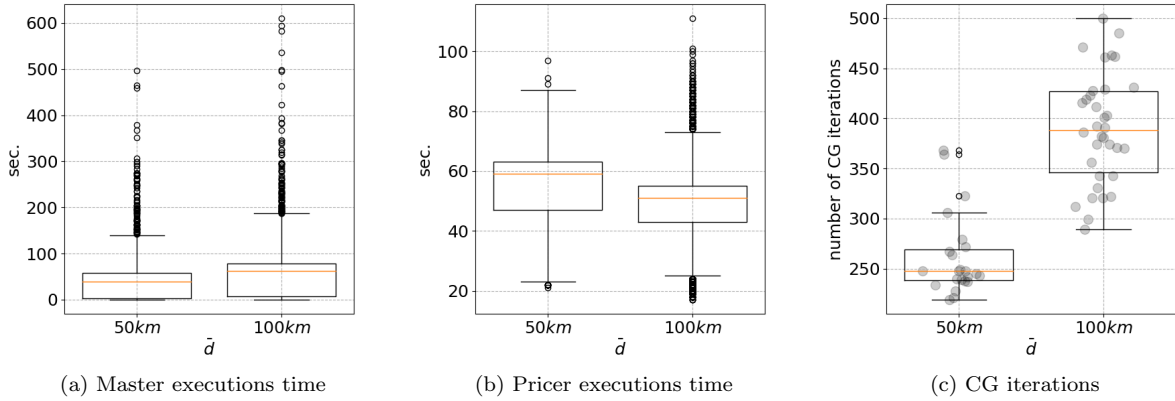 600
500
400
300
200
100
0
sec.
50km
100km
d̄
(a) Master executions time
100
80
60
40
20
sec.
50km
100km
d̄
(b) Pricer executions time
500
450
400
350
300
250
number of CG iterations
50km
100km
d̄
(c) CG iterations